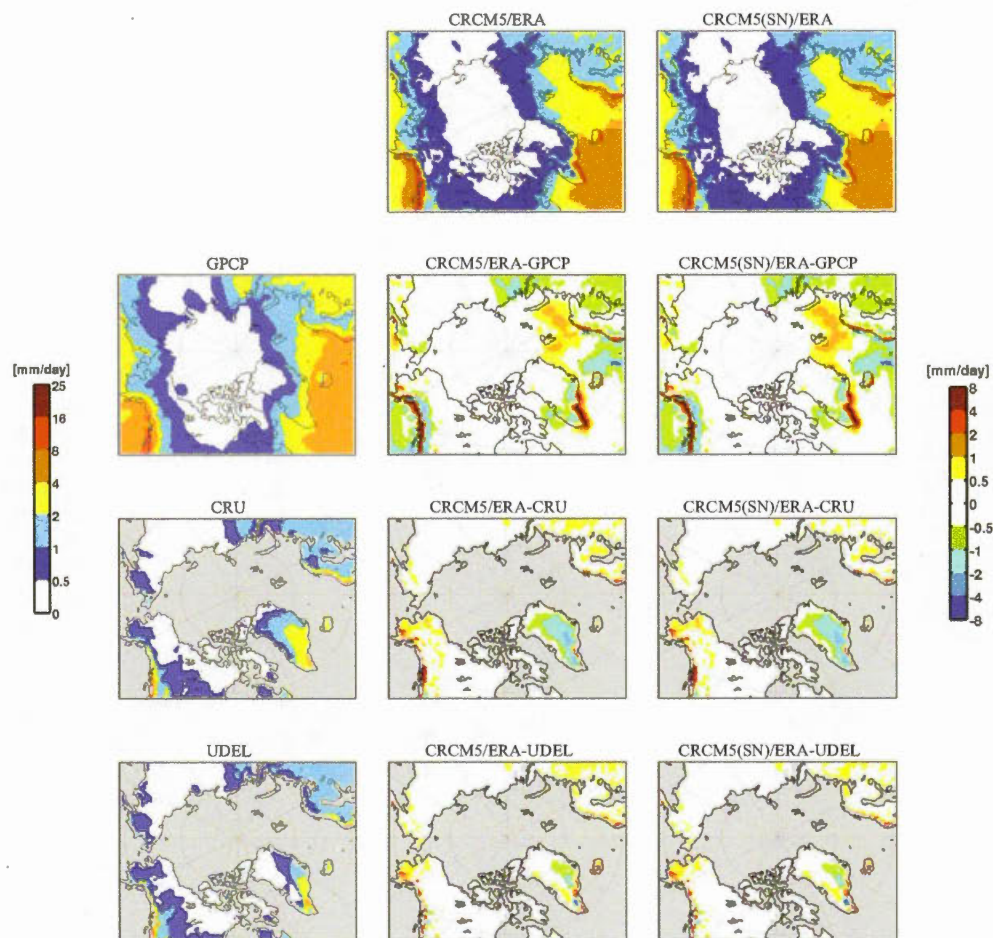 CRCM5/ERA CRCM5(SN)/ERA
GPCP CRCM5/ERA-GPCP CRCM5(SN)/ERA-GPCP
[mm/day] [mm/day]
25 8
16 4
8 2
4 1
2 0.5
1 0
0.5 -0.5
0 -1
-2
-4
-8
CRU CRCM5/ERA-CRU CRCM5(SN)/ERA-CRU
UDEL CRCM5/ERA-UDEL CRCM5(SN)/ERA-UDEL